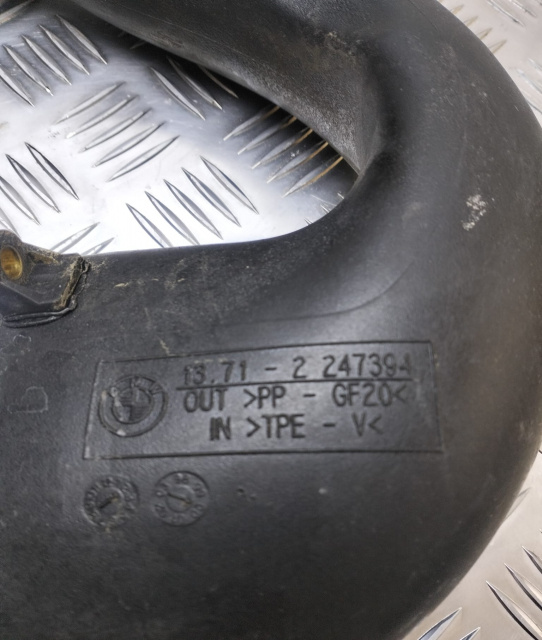 13.71 - 2 247394
OUT >PP - GF20<
IN >TPE - V<